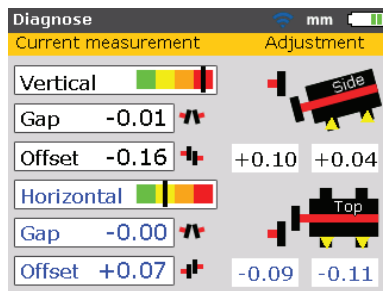 Diagnose mm
Current measurement Adjustment
Vertical
Side
Gap -0.01
Offset -0.16
+0.10 +0.04
Horizontal
Top
Gap -0.00
Offset +0.07
-0.09 -0.11